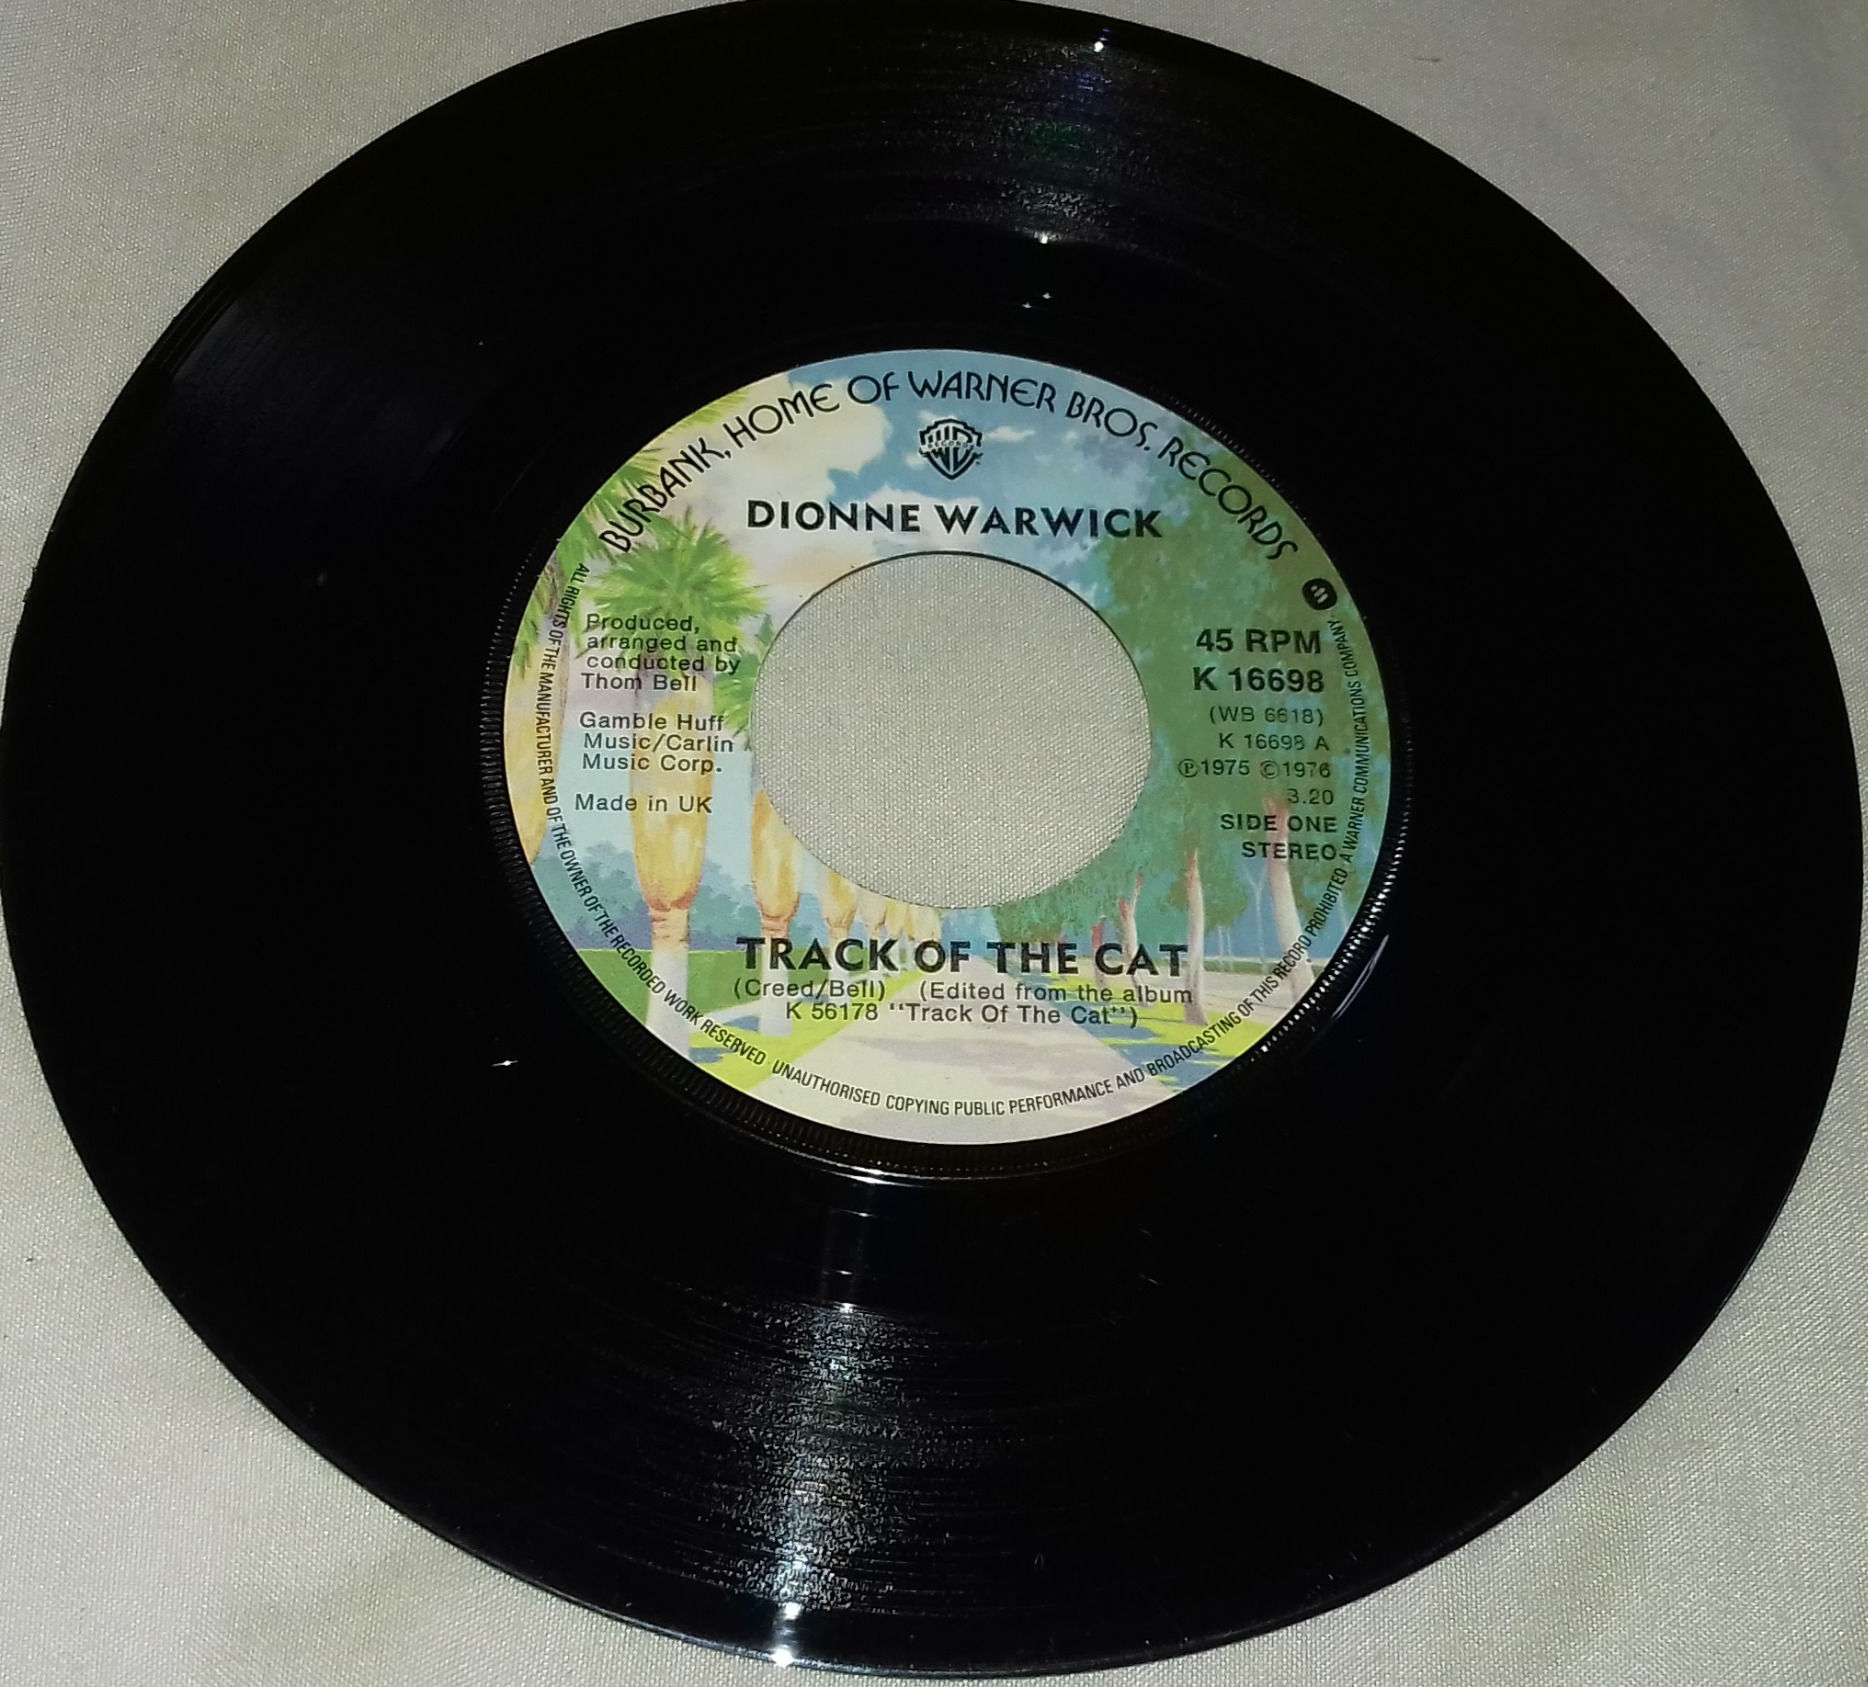 BURBANK, HOME OF WARNER BROS. RECORDS
RECORDS
DIONNE WARWICK
Produced,
arranged and
conducted by
Thom Bell
Gamble Huff
Music/Carlin
Music Corp.
Made in UK
45 RPM
K 16698
(WB 6618)
K 16698 A
Ⓟ1975 ©1976
3.20
SIDE ONE
STEREO
TRACK OF THE CAT
(Creed/Bell) (Edited from the album
K 56178 "Track Of The Cat")
ALL RIGHTS OF THE MANUFACTURER AND OF THE OWNER OF THE RECORDED WORK RESERVED UNAUTHORISED COPYING PUBLIC PERFORMANCE AND BROADCASTING OF THIS RECORD PROHIBITED. A WARNER COMMUNICATIONS COMPANY